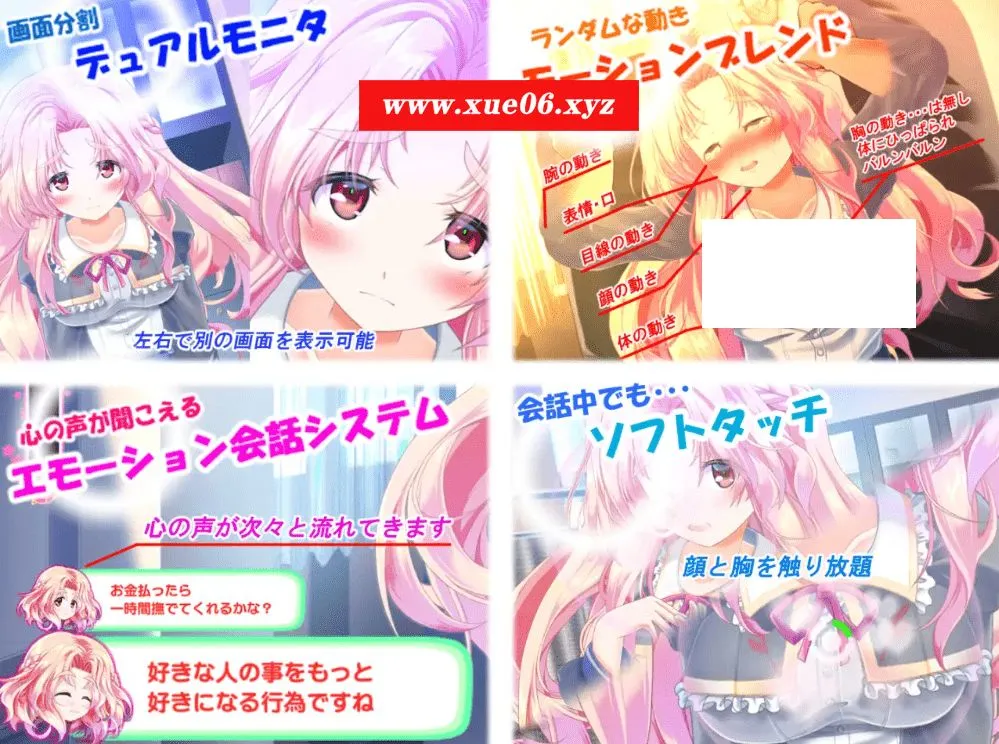 画面分割
デュアルモニタ
左右で別の画面を表示可能
www.xue06.xyz
ランダムな動き
モーションブレンド
胸の動き・・・は無し
体にひっぱられ
バルンバルン
腕の動き
表情・口
目線の動き
顔の動き
体の動き
心の声が聞こえる
エモーション会話システム
心の声が次々と流れてきます
お金払ったら
一時間撫でてくれるかな？
好きな人の事をもっと
好きになる行為ですね
会話中でも・・・
ソフトタッチ
顔と胸を触り放題